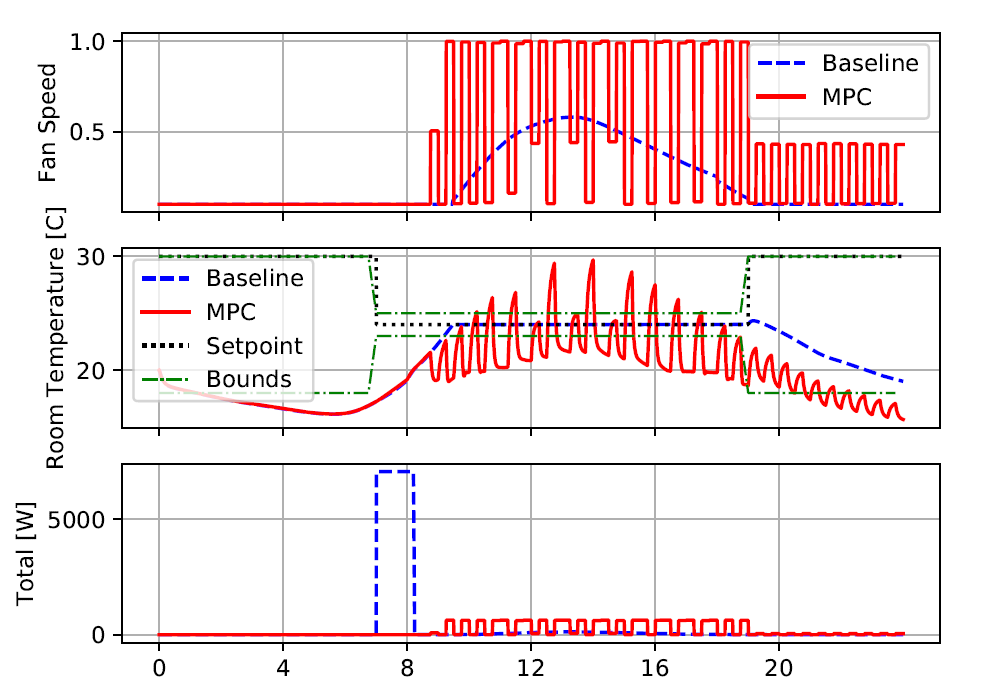 Fan Speed
1.0
0.5
Baseline
MPC
Room Temperature [C]
30
20
Baseline
MPC
Setpoint
Bounds
Total [W]
5000
0
0 4 8 12 16 20